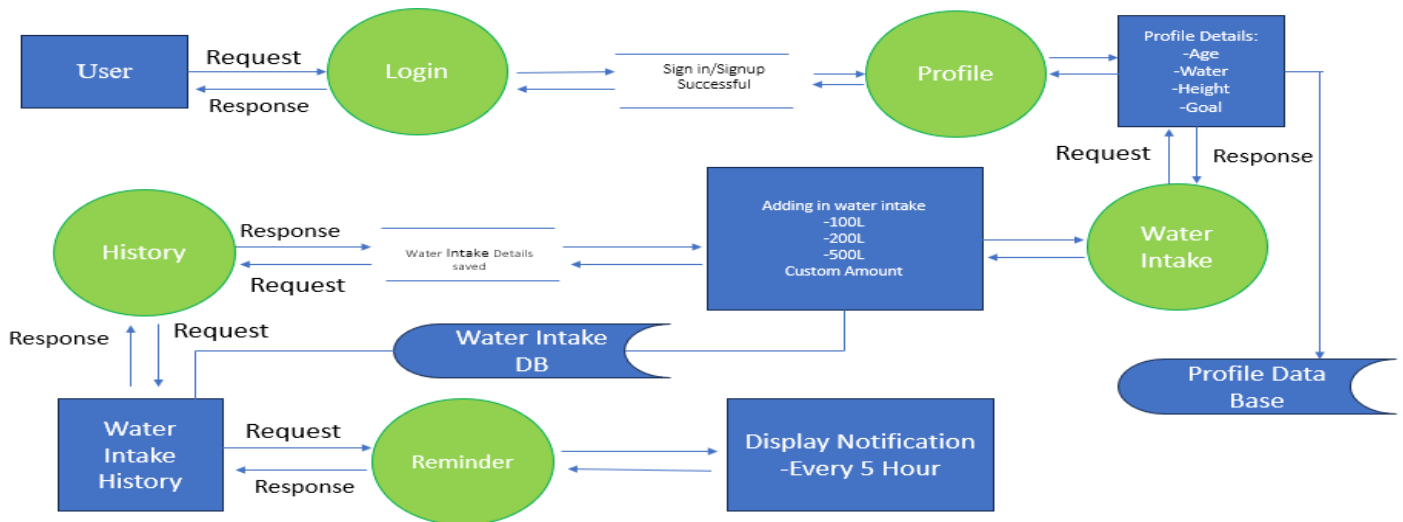 User
Request
Response
Login
Sign in/Signup
Successful
Profile
Profile Details:
-Age
-Water
-Height
-Goal
Request
Response
History
Response
Request
Water Intake Details
saved
Adding in water intake
-100L
-200L
-500L
Custom Amount
Water
Intake
Response
Request
Water Intake
DB
Profile Data
Base
Water
Intake
History
Request
Response
Reminder
Display Notification
-Every 5 Hour